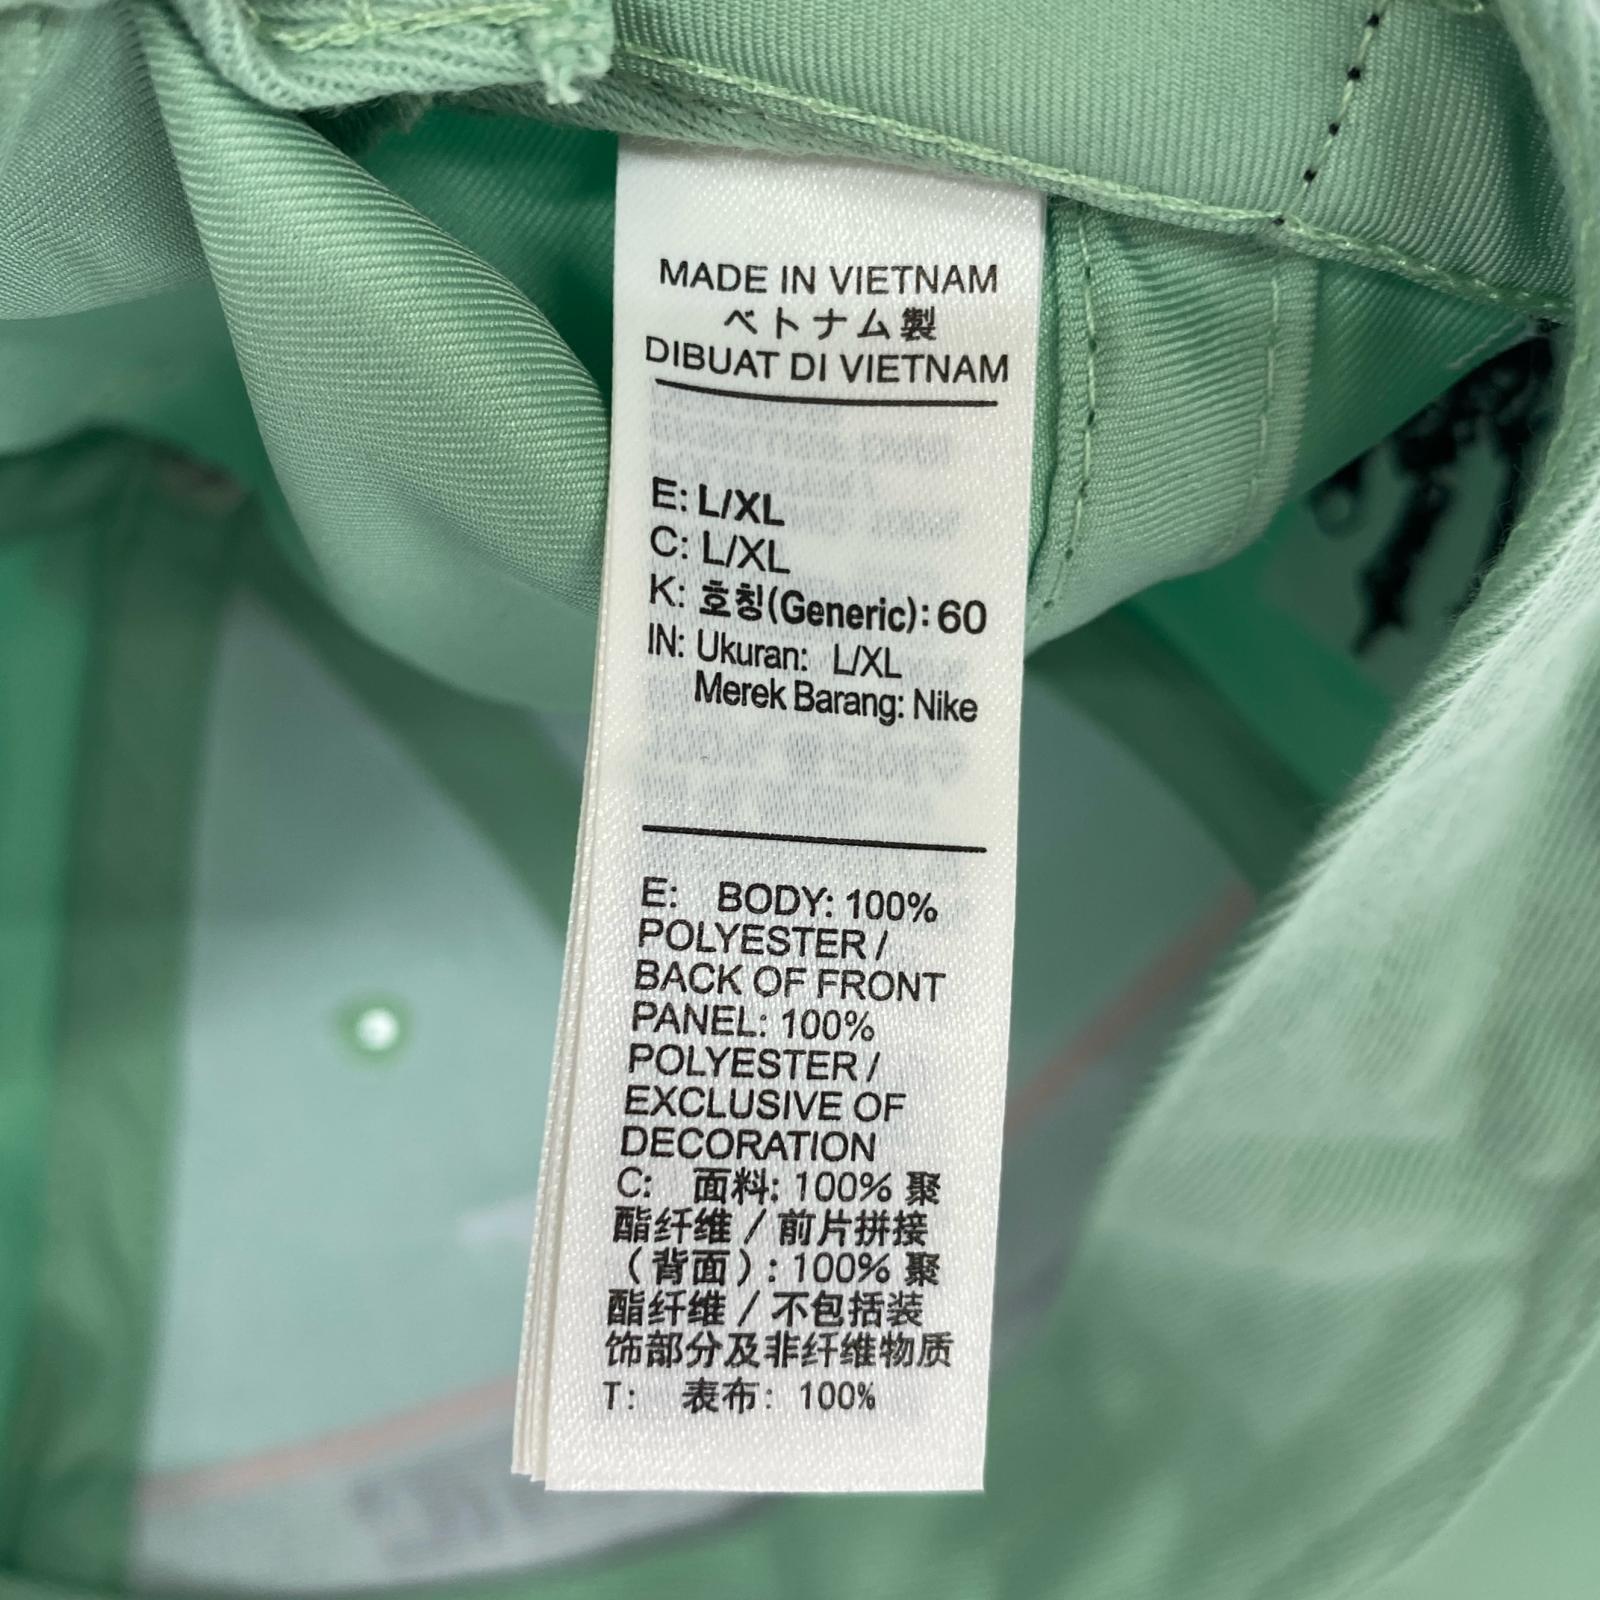 MADE IN VIETNAM
ベトナム製
DIBUAT DI VIETNAM
E: L/XL
C: L/XL
K: 호칭(Generic): 60
IN: Ukuran: L/XL
Merek Barang: Nike
E: BODY: 100%
POLYESTER /
BACK OF FRONT
PANEL: 100%
POLYESTER /
EXCLUSIVE OF
DECORATION
C: 面料: 100% 聚
酯纤维 / 前片拼接
（背面）: 100% 聚
酯纤维 / 不包括装
饰部分及非纤维物质
T: 表布: 100%